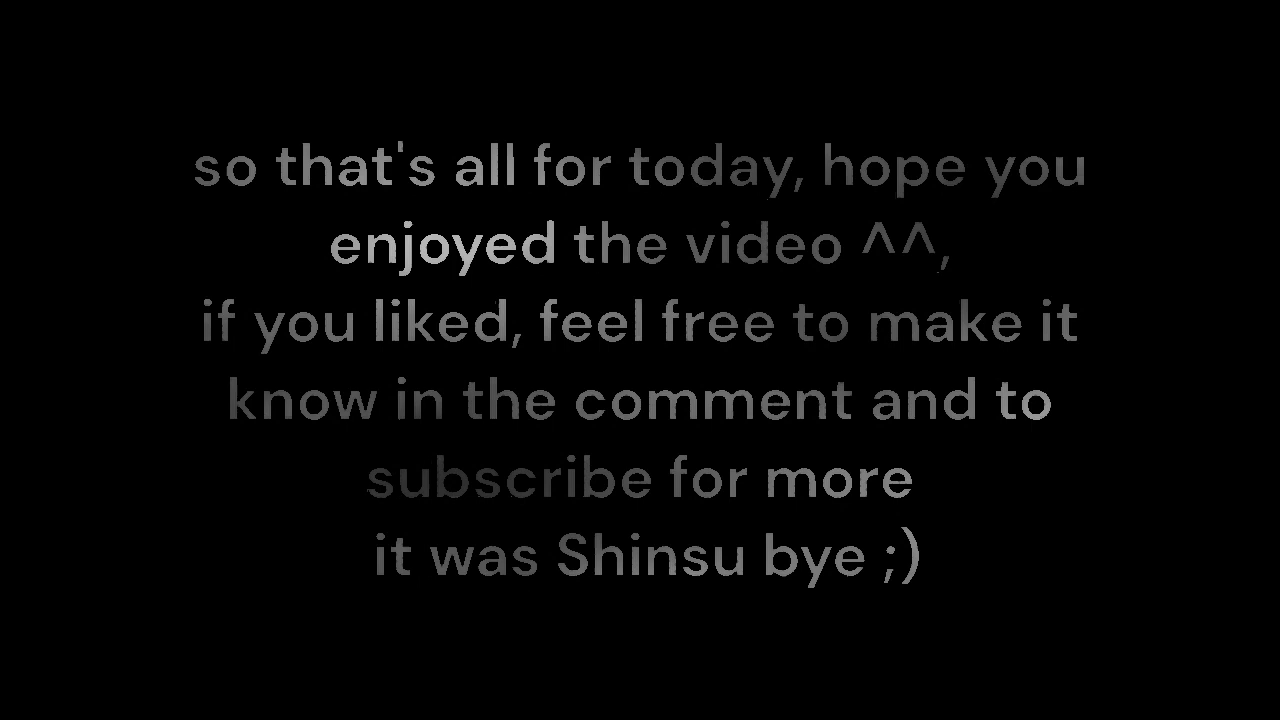 so that's all for today, hope you
enjoyed the video ^^,
if you liked, feel free to make it
know in the comment and to
subscribe for more
it was Shinsu bye ;)